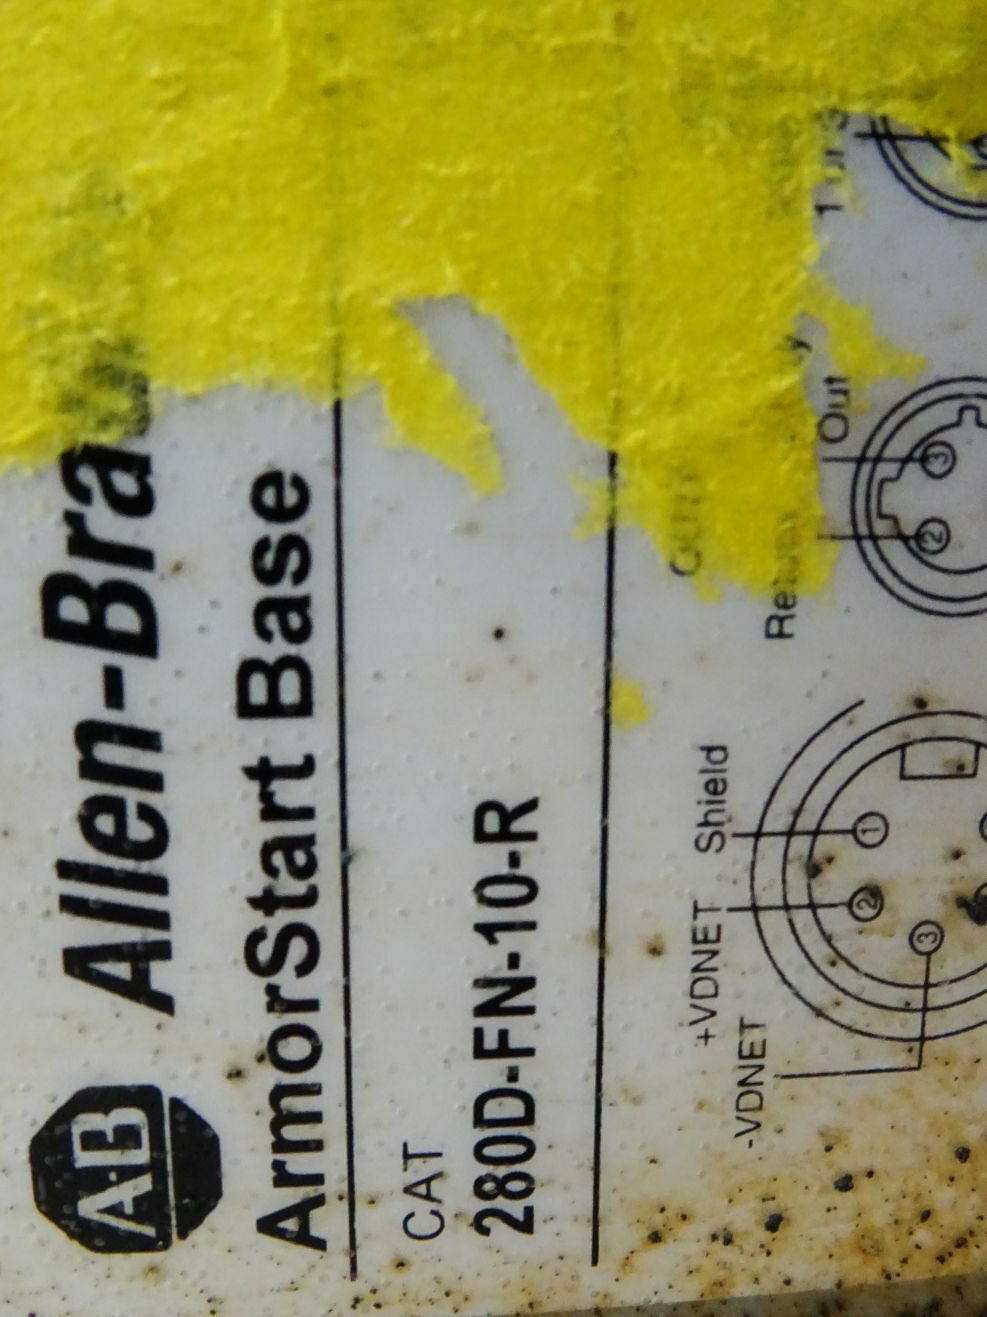 AB Allen-Bra
ArmorStart Base
CAT
280D-FN-10-R
-VDNET
+VDNET
Shield
Out
1
2
3
2
3